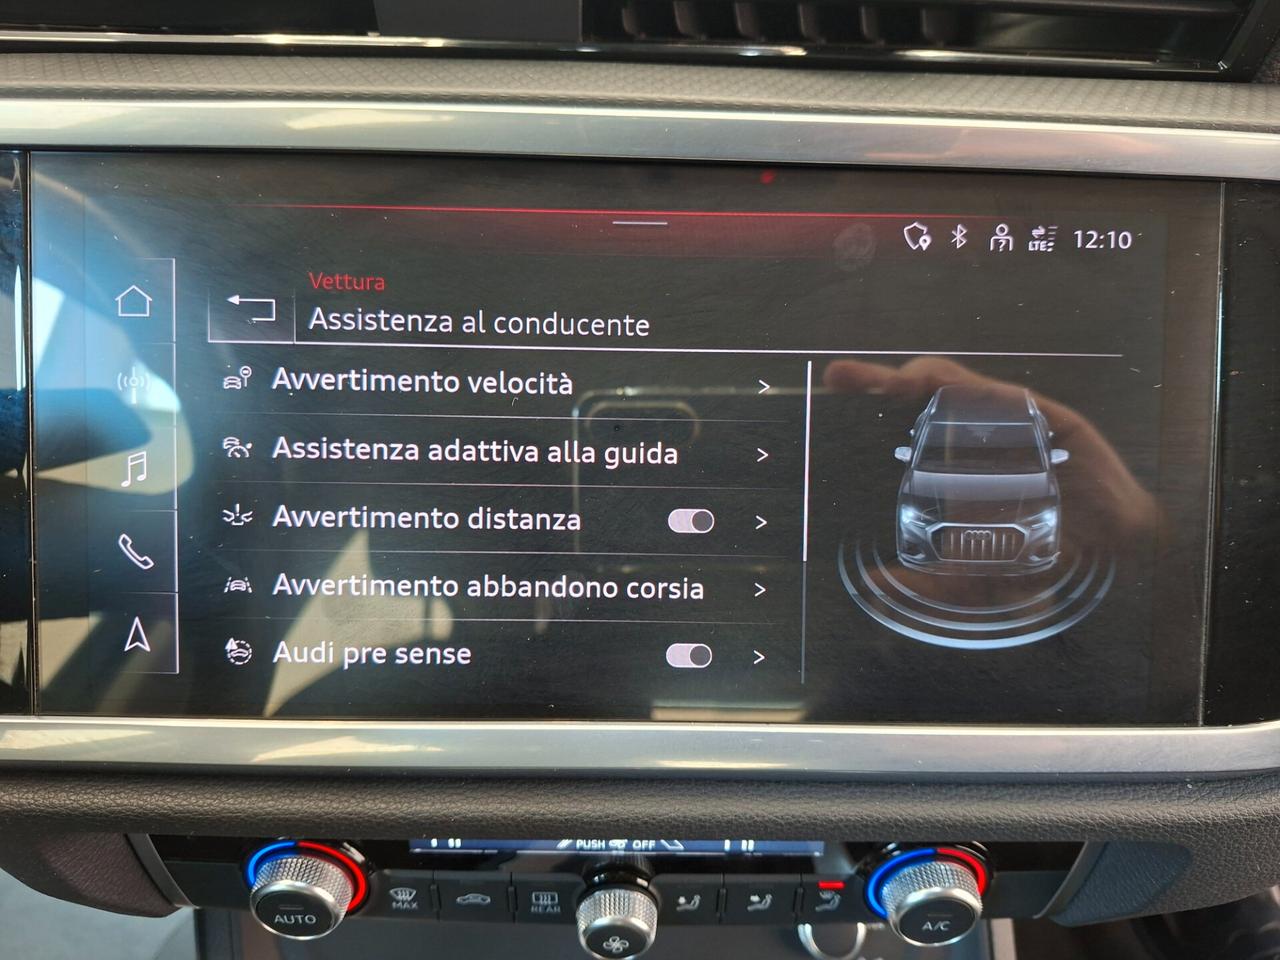 LTE
12:10
Vettura
Assistenza al conducente
Avvertimento velocità
Assistenza adattiva alla guida
Avvertimento distanza
Avvertimento abbandono corsia
Audi pre sense
PUSH OFF
AUTO
MAX
REAR
A/C